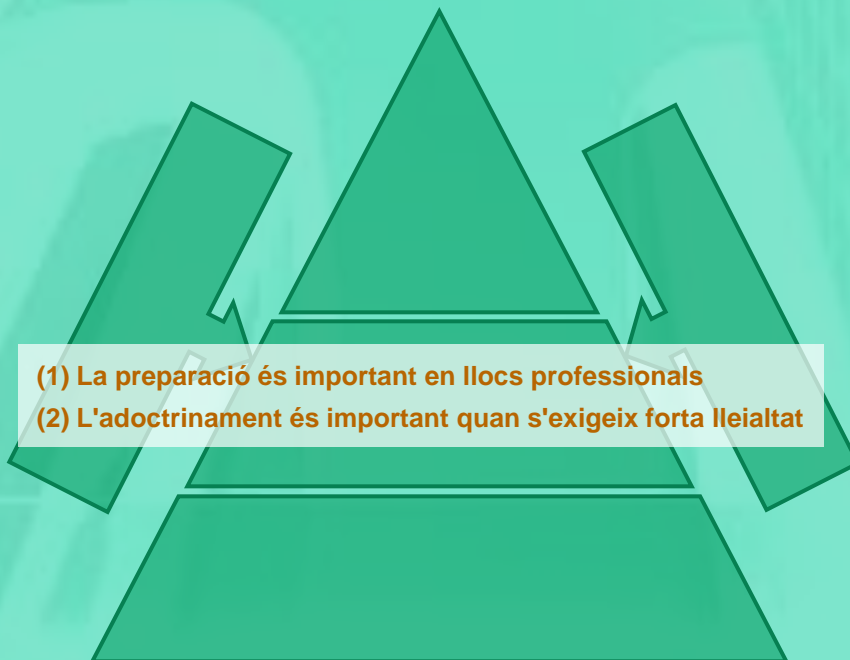 (1) La preparació és important en llocs professionals
(2) L'adoctrinament és important quan s'exigeix forta lleialtat